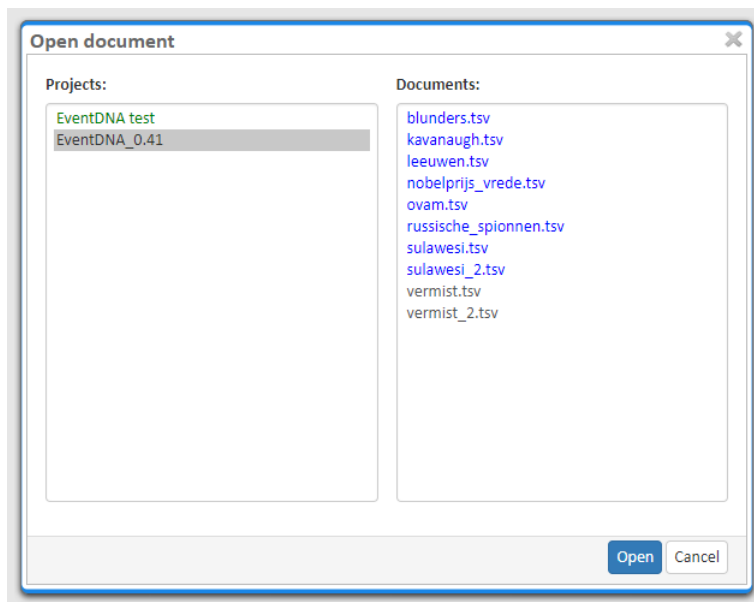 Open document
Projects:
EventDNA test
EventDNA_0.41
Documents:
blunders.tsv
kavanaugh.tsv
leeuwen.tsv
nobelprijs_vrede.tsv
ovam.tsv
russische_spionnen.tsv
sulawesi.tsv
sulawesi_2.tsv
vermist.tsv
vermist_2.tsv
Open Cancel